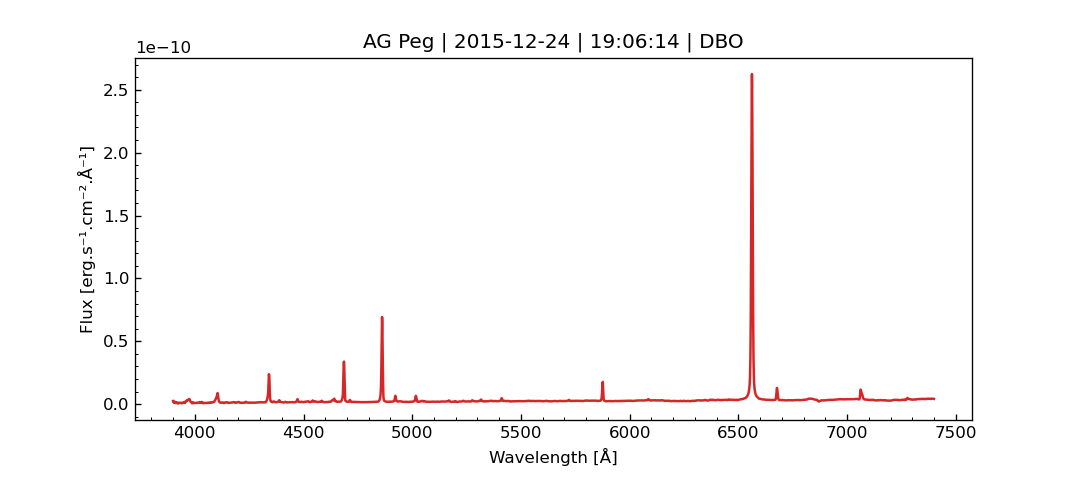 AG Peg | 2015-12-24 | 19:06:14 | DBO
1e−10
Flux [erg.s⁻¹.cm⁻².Å⁻¹]
2.5
2.0
1.5
1.0
0.5
0.0
4000 4500 5000 5500 6000 6500 7000 7500
Wavelength [Å]